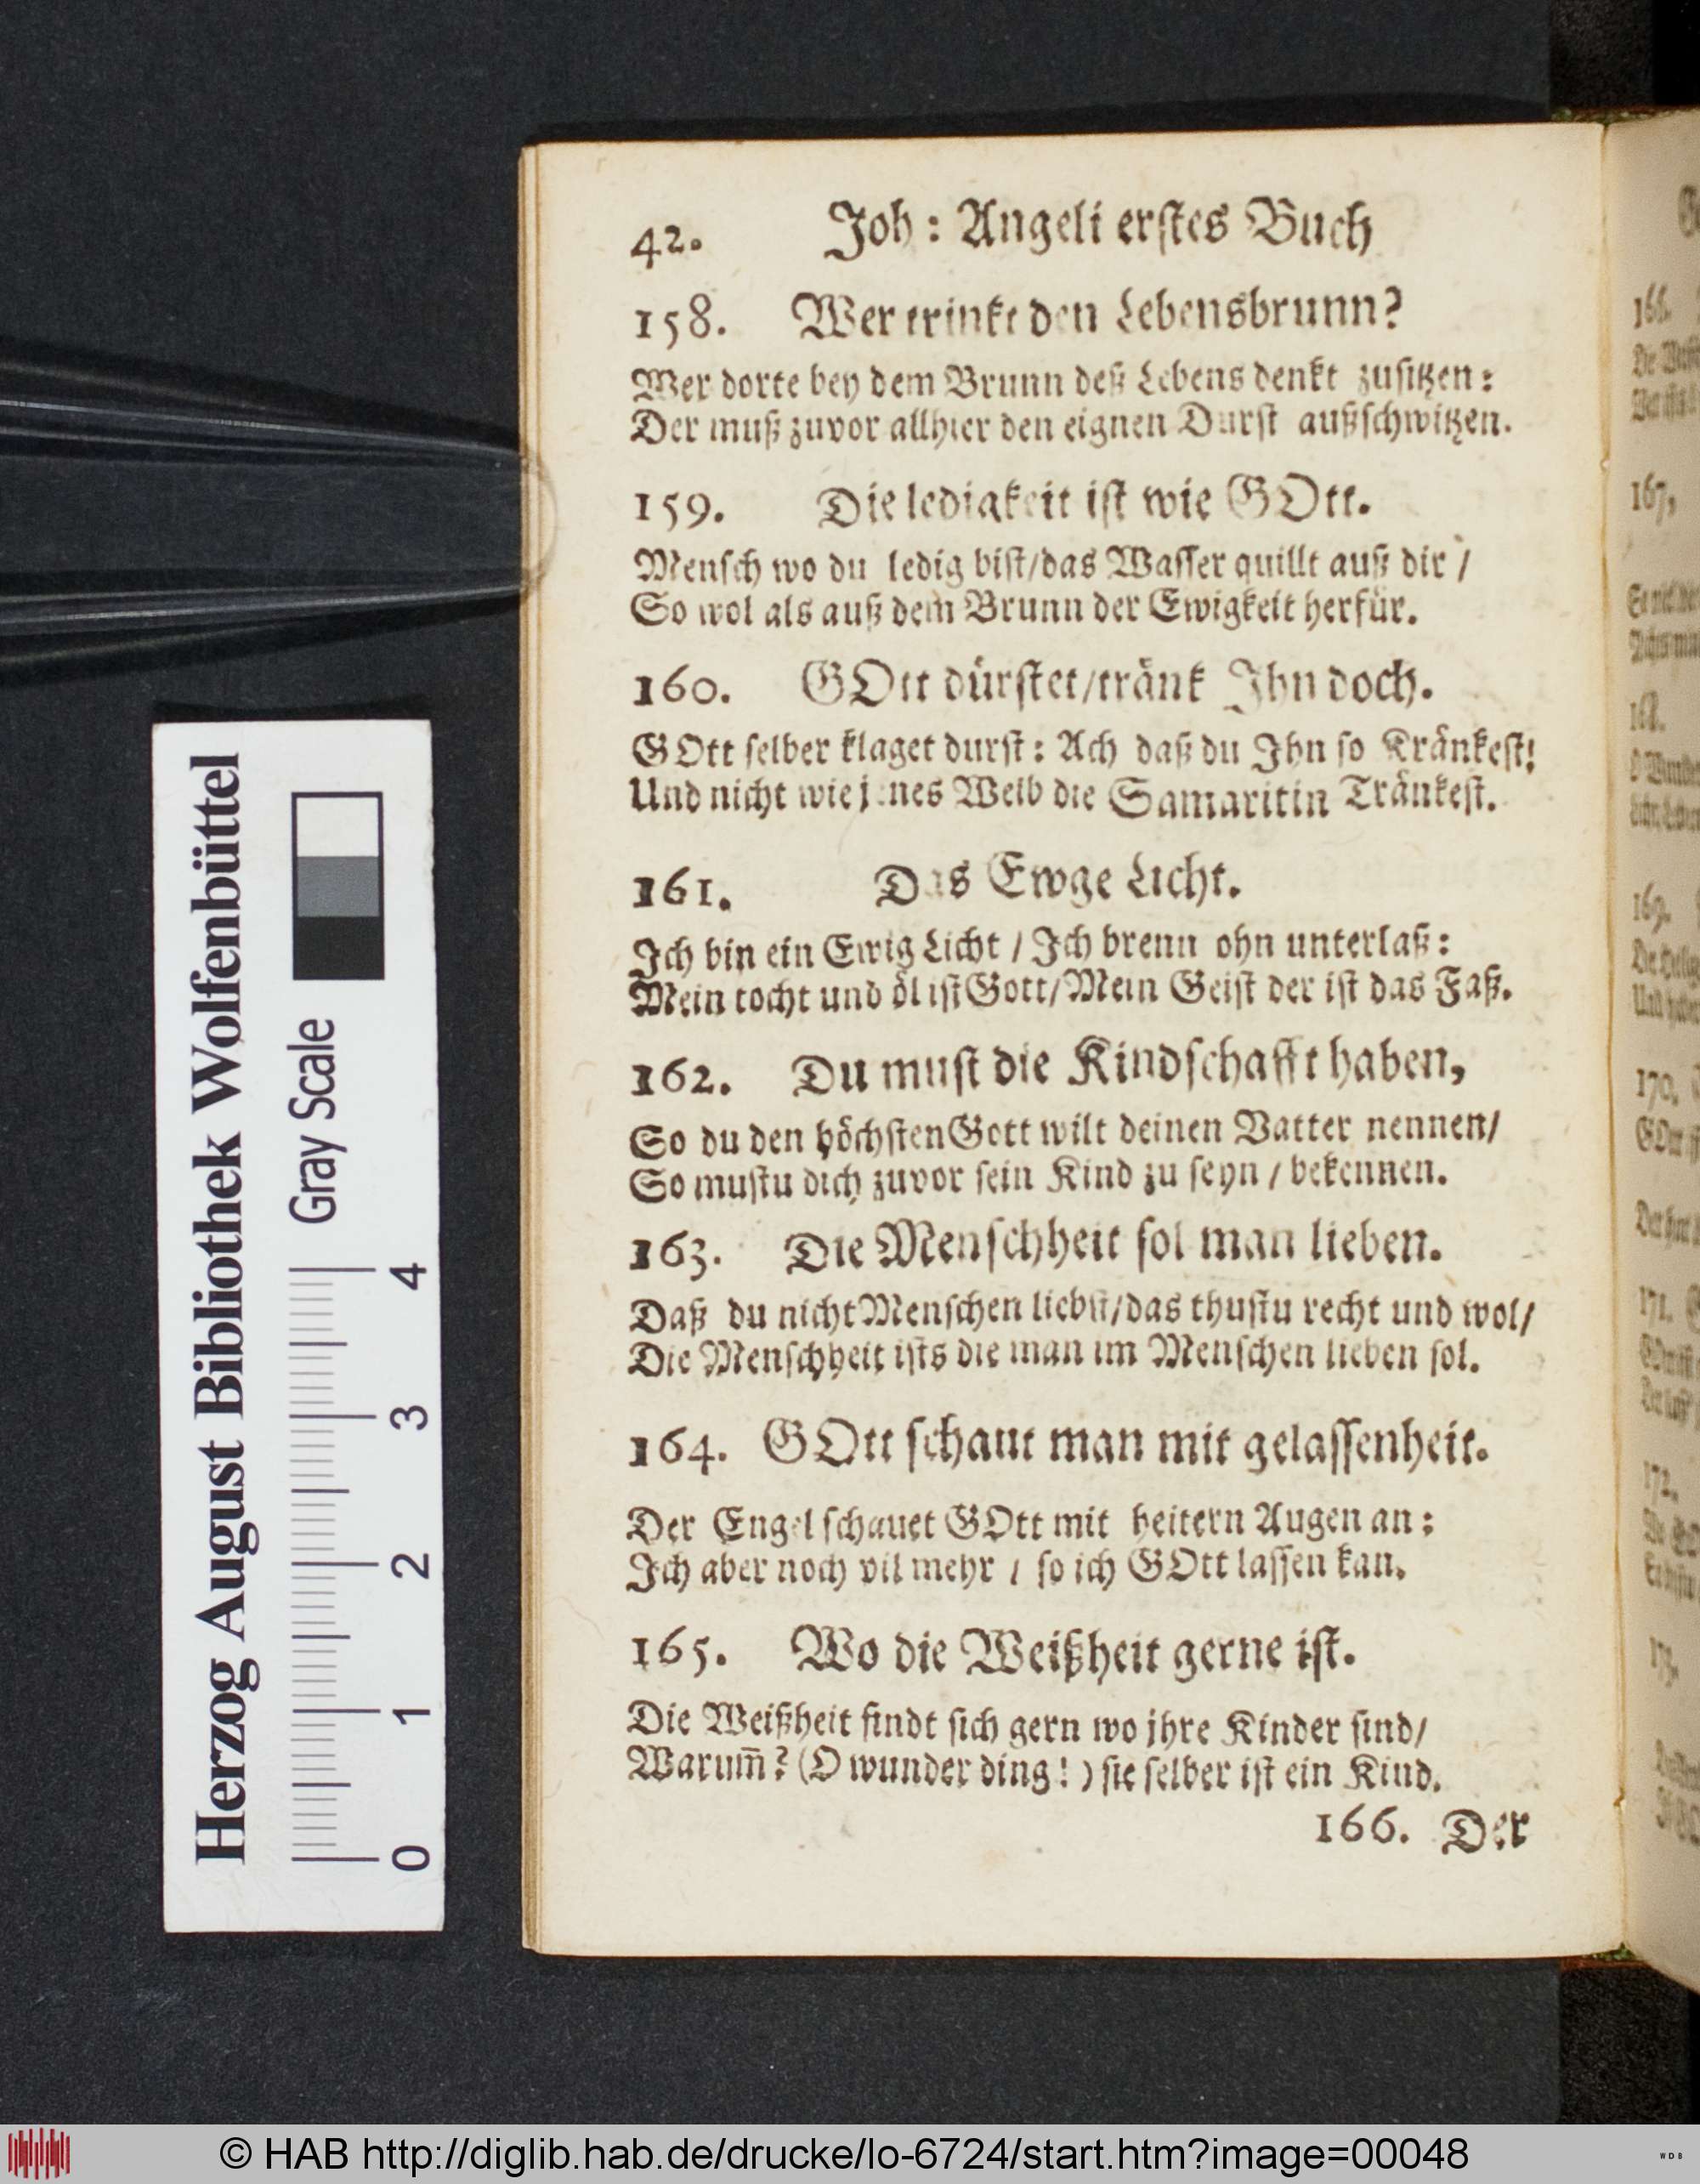 42. Joh: Angeli erstes Buch
158. Wer trinkt den Lebensbrunn?
Wer dorte bey dem Brunn deß Lebens denkt zusitzen:
Der muß zuvor allhier den eignen Durst außschwitzen.
159. Die ledigkeit ist wie GOtt.
Mensch wo du ledig bist/das Wasser quillt auß dir /
So wol als auß dem Brunn der Ewigkeit herfür.
160. GOtt dürstet/tränk Ihn doch.
GOtt selber klaget durst: Ach daß du Ihn so Kränkest!
Und nicht wie jenes Weib die Samaritin Tränkest.
161. Das Ewge Licht.
Ich bin ein Ewig Licht / Ich brenn ohn unterlaß:
Mein tocht und öl ist Gott/Mein Geist der ist das Faß.
162. Du must die Kindschafft haben,
So du den höchsten Gott wilt deinen Vatter nennen/
So mustu dich zuvor sein Kind zu seyn / bekennen.
163. Die Menschheit sol man lieben.
Daß du nicht Menschen liebst/das thustu recht und wol/
Die Menschheit ists die man im Menschen lieben sol.
164. GOtt schaut man mit gelassenheit.
Der Engel schauet GOtt mit heitern Augen an:
Ich aber noch vil mehr / so ich GOtt lassen kan.
165. Wo die Weißheit gerne ist.
Die Weißheit findt sich gern wo jhre Kinder sind/
Warum̃? (O wunder ding!) sie selber ist ein Kind.
166. Der
Herzog August Bibliothek Wolfenbüttel
Gray Scale
0 1 2 3 4
© HAB http://diglib.hab.de/drucke/lo-6724/start.htm?image=00048